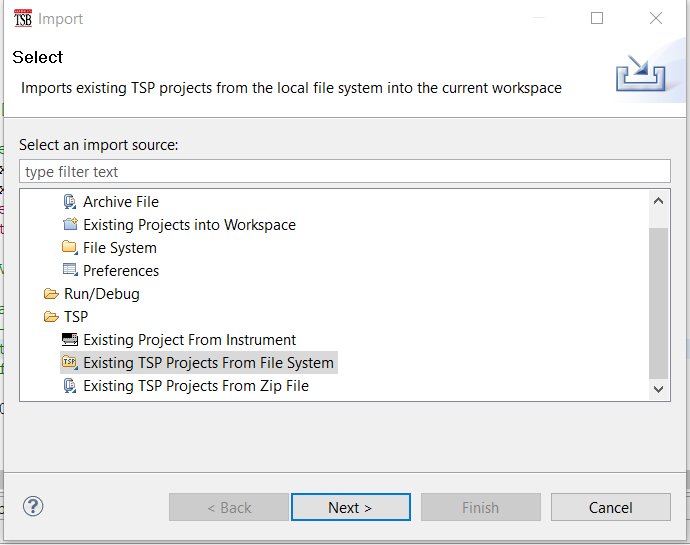 TSB Import
Select
Imports existing TSP projects from the local file system into the current workspace
Select an import source:
type filter text
Archive File
Existing Projects into Workspace
File System
Preferences
Run/Debug
TSP
Existing Project From Instrument
TSP Existing TSP Projects From File System
Existing TSP Projects From Zip File
?
< Back Next > Finish Cancel